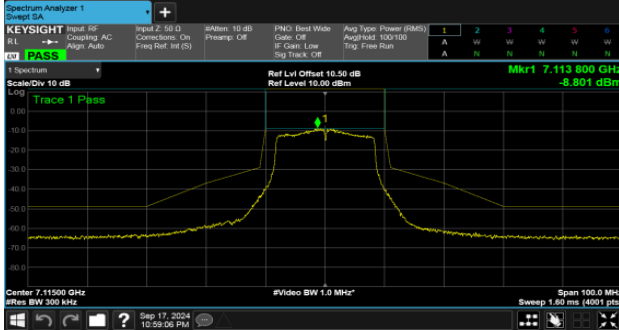 Spectrum Analyzer 1
Swept SA
+
KEYSIGHT Input: RF
RL Coupling: AC
Align: Auto
LM PASS
Input Z: 50 Ω
Corrections: On
Freq Ref: Int (S)
#Atten: 10 dB
Preamp: Off
PNO: Best Wide
Gate: Off
IF Gain: Low
Sig Track: Off
Avg Type: Power (RMS)
Avg|Hold: 100/100
Trig: Free Run
1 2 3 4 5 6
A W W W W W
A N N N N N
1 Spectrum
Scale/Div 10 dB
Ref Lvl Offset 10.50 dB
Ref Level 10.00 dBm
Mkr1 7.113 800 GHz
-8.801 dBm
Log
Trace 1 Pass
0.00
-10.0
-20.0
-30.0
-40.0
-50.0
-60.0
-70.0
-80.0
1
Center 7.11500 GHz
#Res BW 300 kHz
#Video BW 1.0 MHz*
Span 100.0 MHz
Sweep 1.60 ms (4001 pts)
?
Sep 17, 2024
10:59:06 PM